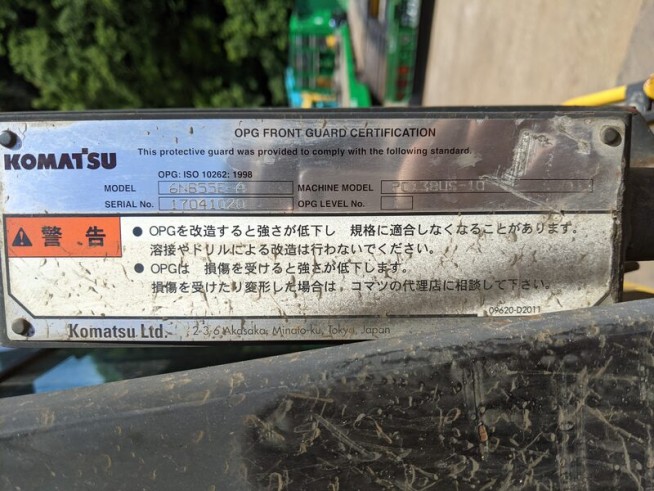 OPG FRONT GUARD CERTIFICATION
KOMATSU
This protective guard was provided to comply with the following standard.
OPG: ISO 10262: 1998
MODEL MACHINE MODEL
SERIAL No. 17041020 OPG LEVEL No.
警告
● OPGを改造すると強さが低下し 規格に適合しなくなることがあります。
溶接やドリルによる改造は行わないでください。
● OPGは 損傷を受けると強さが低下します。
損傷を受けたり変形した場合は、コマツの代理店に相談して下さい。
09620-D2011
Komatsu Ltd. 2-3-6 Akasaka, Minato-ku, Tokyo, Japan